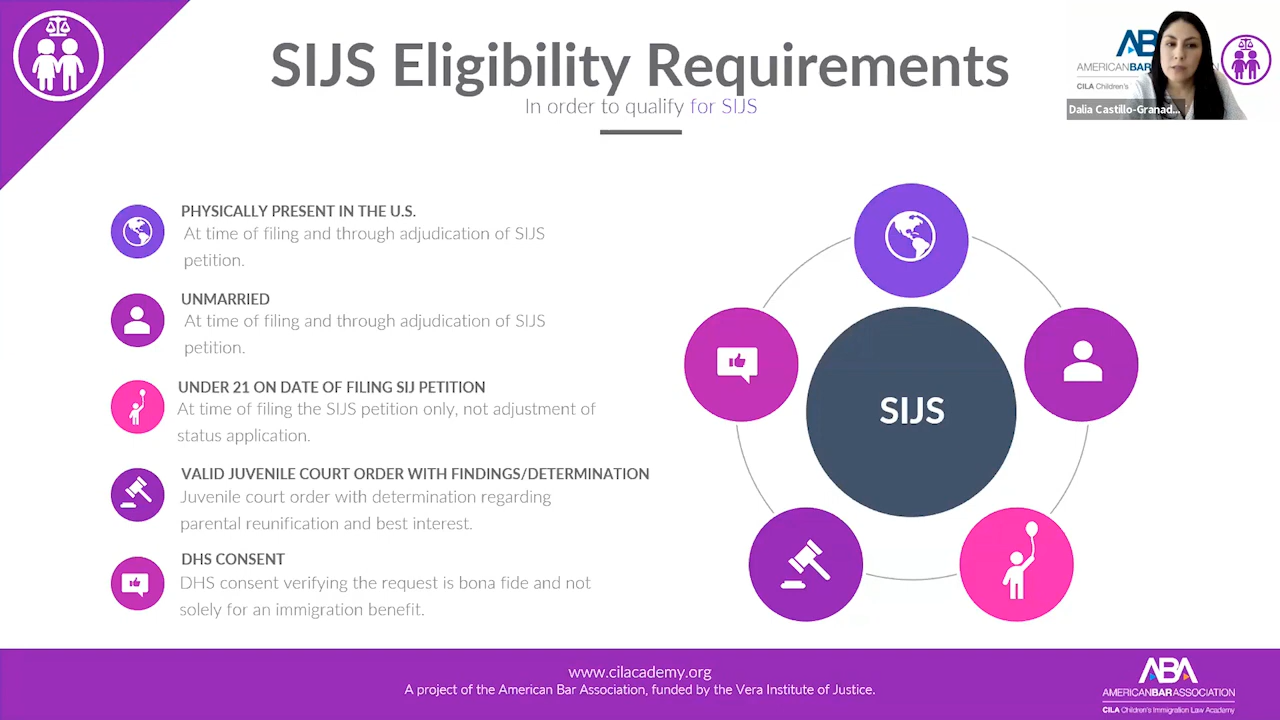 SIJS Eligibility Requirements
In order to qualify for SIJS
AMERICANBAR
CILA Children's
Dalia Castillo-Granad...
PHYSICALLY PRESENT IN THE U.S.
At time of filing and through adjudication of SIJS
petition.
UNMARRIED
At time of filing and through adjudication of SIJS
petition.
UNDER 21 ON DATE OF FILING SIJ PETITION
At time of filing the SIJS petition only, not adjustment of
status application.
VALID JUVENILE COURT ORDER WITH FINDINGS/DETERMINATION
Juvenile court order with determination regarding
parental reunification and best interest.
DHS CONSENT
DHS consent verifying the request is bona fide and not
solely for an immigration benefit.
SIJS
www.cilacademy.org
A project of the American Bar Association, funded by the Vera Institute of Justice.
ABA
AMERICANBARASSOCIATION
CILA Children's Immigration Law Academy